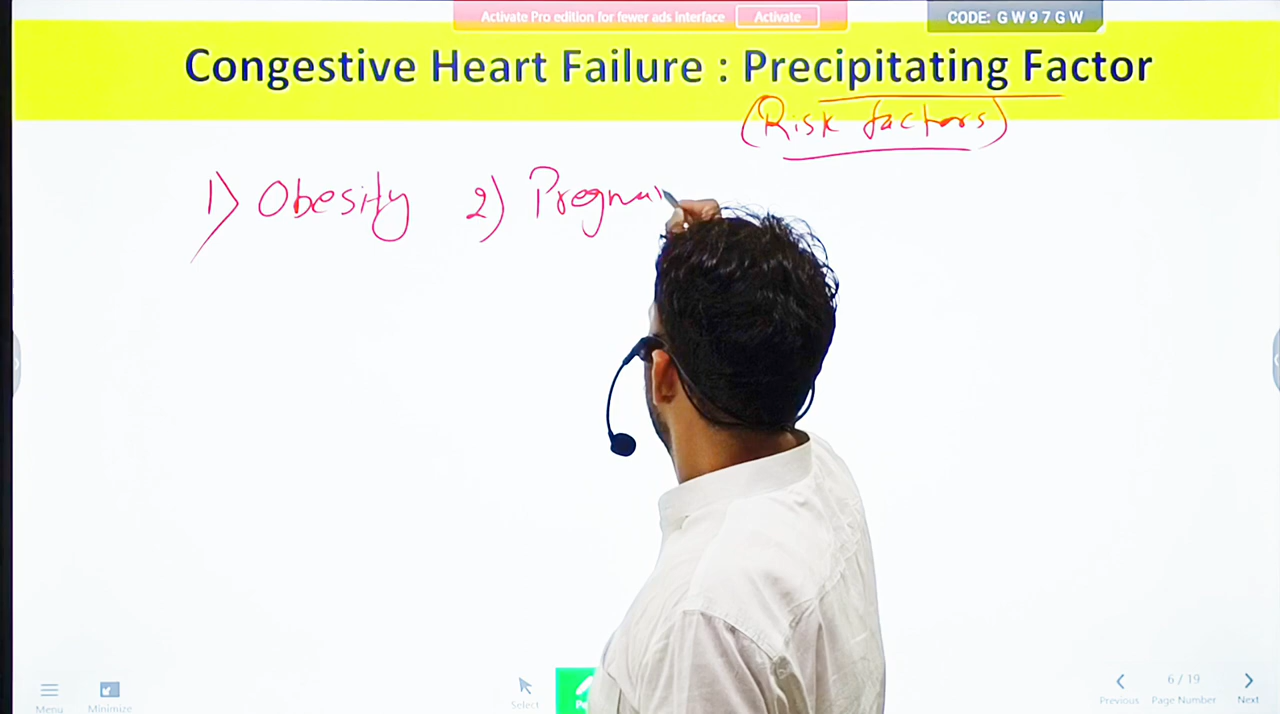 Activate Pro edition for fewer ads interface Activate CODE: G W 9 7 G W
Congestive Heart Failure : Precipitating Factor
(Risk factors)
1) Obesity 2) Pregna
Menu Minimize Select Previous 6 / 19 Page Number Next